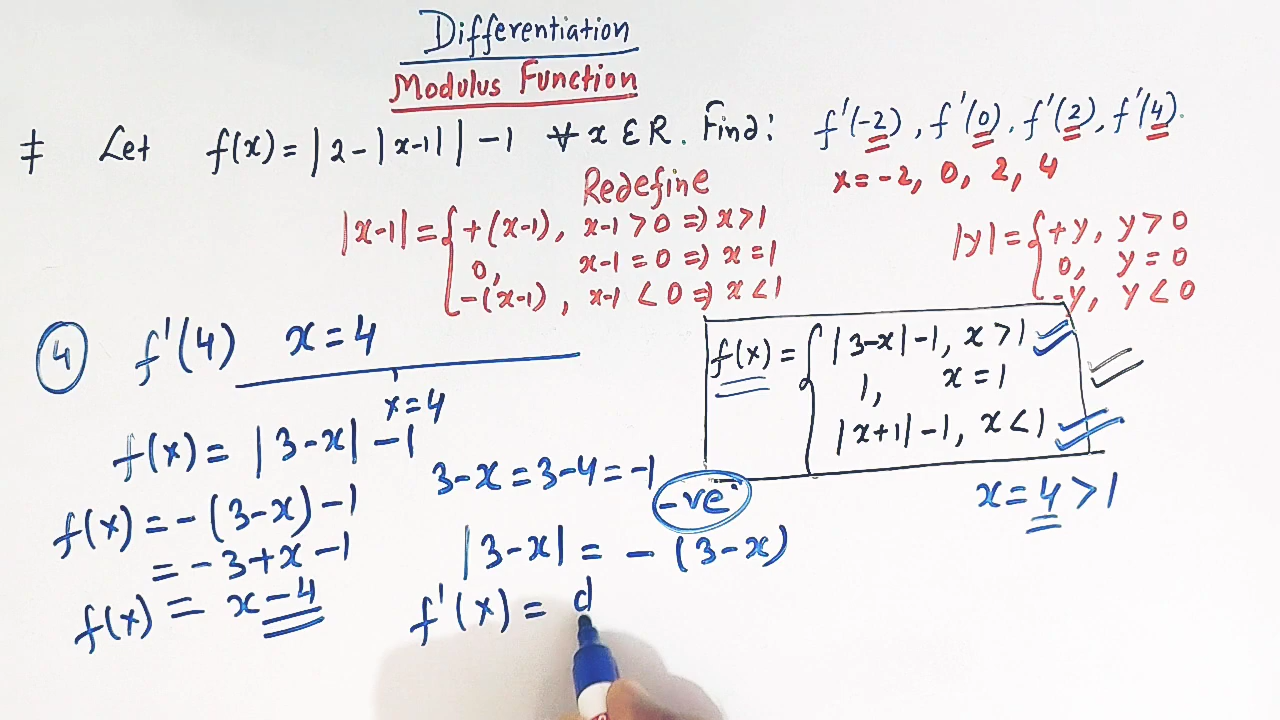 Differentiation
Modulus Function
# Let f(x) = |2-|x-1||-1 ∀ x ∈ R. Find: f'(-2), f'(0), f'(2), f'(4).
x=-2, 0, 2, 4
Redefine
|x-1| = { +(x-1), x-1 > 0 => x>1
0, x-1 = 0 => x=1
-(x-1), x-1 < 0 => x<1
|y| = { +y, y > 0
0, y = 0
-y, y < 0
4 f'(4) x=4
x=4
f(x) = { |3-x|-1, x>1
1, x=1
|x+1|-1, x<1
f(x) = |3-x| -1
3-x = 3-4 = -1
-ve
x=4>1
f(x) = -(3-x)-1
= -3+x-1
|3-x| = -(3-x)
f(x) = x-4
f'(x) = d